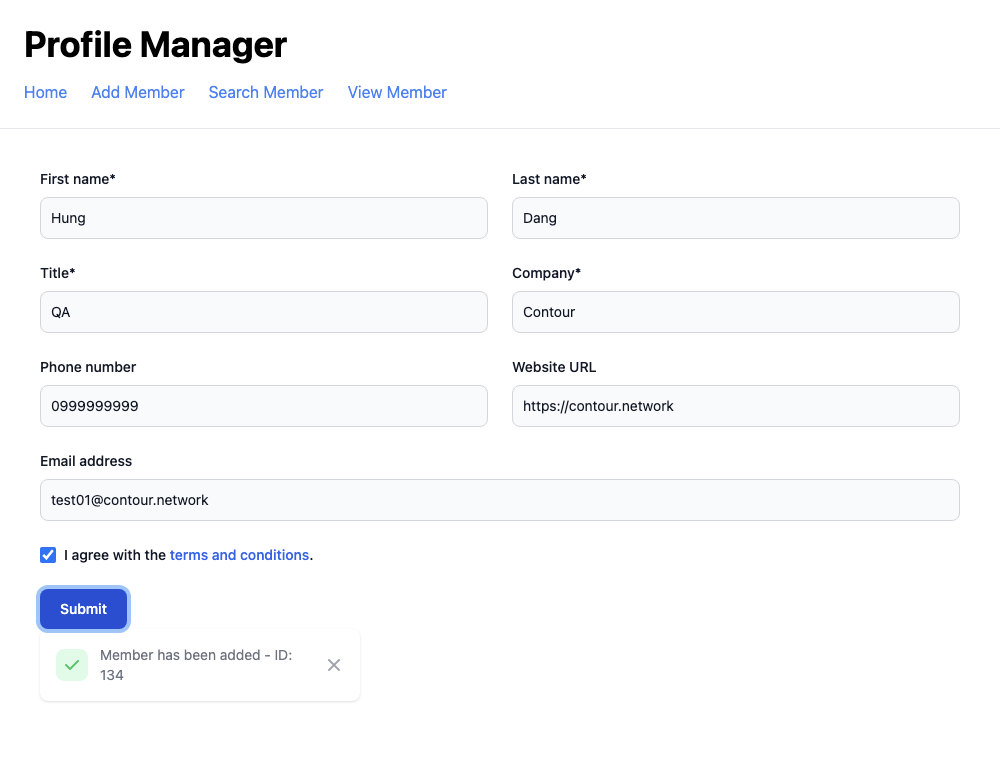 Profile Manager
Home Add Member Search Member View Member
First name* Last name*
Hung Dang
Title* Company*
QA Contour
Phone number Website URL
0999999999 https://contour.network
Email address
test01@contour.network
I agree with the terms and conditions.
Submit
Member has been added - ID:
134